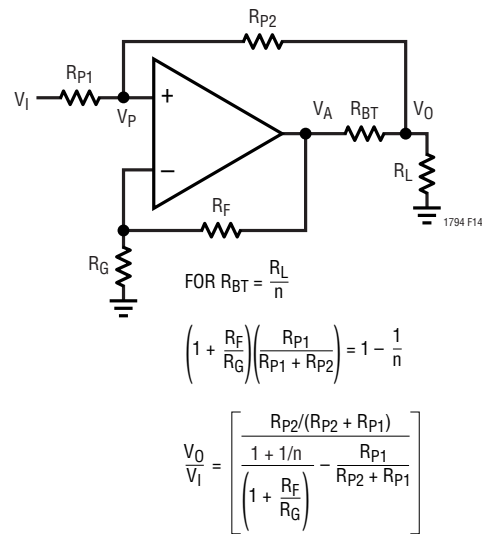 R_P2
R_P1
V_I
V_P
+
–
V_A
R_BT
V_O
R_L
R_F
R_G
1794 F14
FOR R_BT = R_L/n
(1 + R_F/R_G)(R_P1/(R_P1 + R_P2)) = 1 – 1/n
V_O/V_I = [(R_P2/(R_P2 + R_P1))/((1 + 1/n)/(1 + R_F/R_G) – R_P1/(R_P2 + R_P1))]